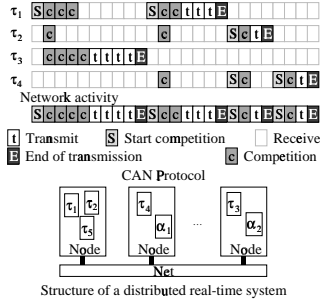 τ1 S c c c S c c t t t E
τ2 c c S c t E
τ3 c c c c t t t t E
τ4 c S c S c t E
Network activity
S c c c c t t t t E S c c t t t E S c t E S c t E
t Transmit S Start competition Receive
E End of transmission c Competition
CAN Protocol
τ1 τ2 τ5 Node
τ4 α1 Node
...
τ3 α2 Node
Net
Structure of a distributed real-time system